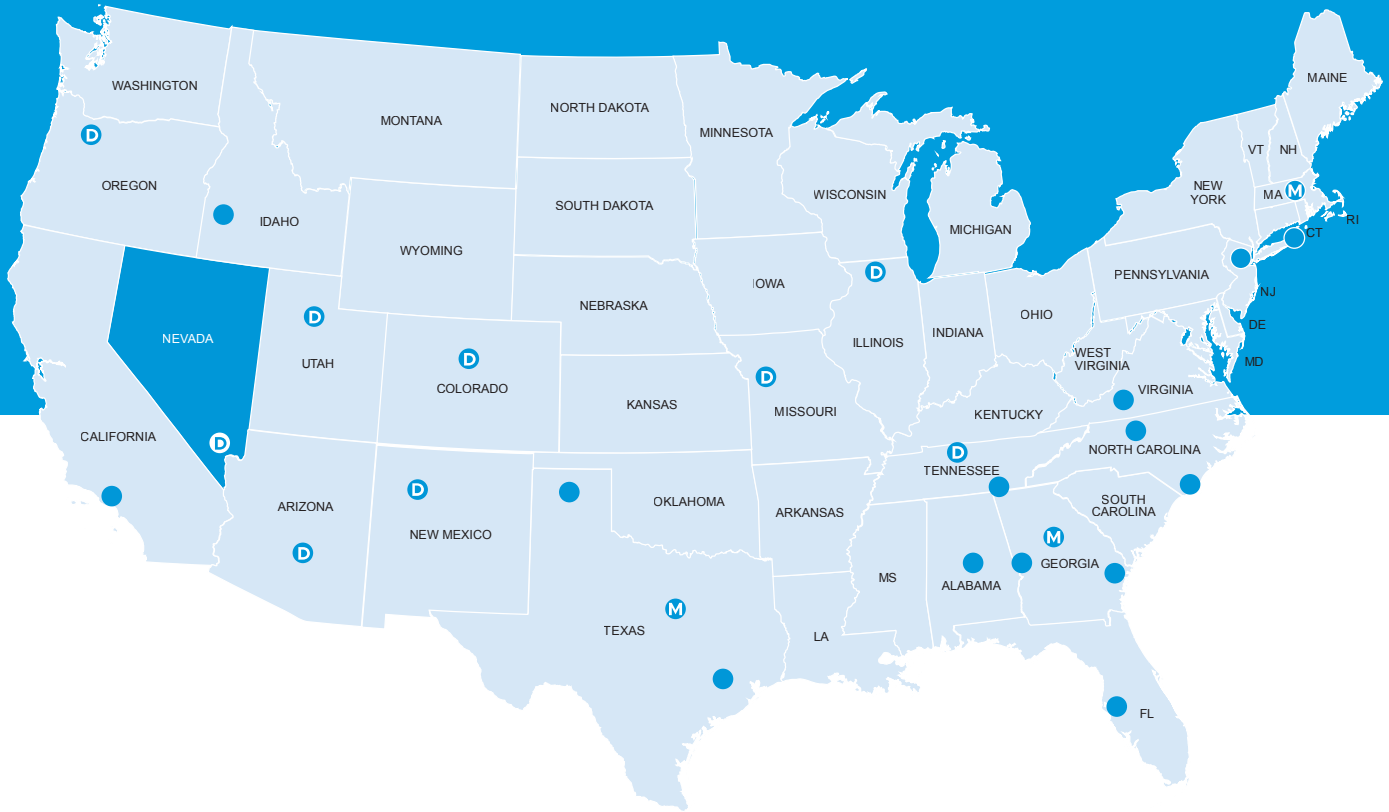 MAINE
WASHINGTON
NORTH DAKOTA
MONTANA
MINNESOTA
D
VT
NH
OREGON
WISCONSIN
NEW
YORK
MA
M
SOUTH DAKOTA
IDAHO
RI
MICHIGAN
CT
WYOMING
D
PENNSYLVANIA
IOWA
NJ
NEBRASKA
D
OHIO
DE
NEVADA
INDIANA
ILLINOIS
UTAH
D
WEST
VIRGINIA
MD
COLORADO
D
VIRGINIA
KANSAS
MISSOURI
KENTUCKY
CALIFORNIA
D
D
NORTH CAROLINA
TENNESSEE
D
ARIZONA
OKLAHOMA
ARKANSAS
SOUTH
CAROLINA
NEW MEXICO
M
D
GEORGIA
MS
ALABAMA
M
TEXAS
LA
FL